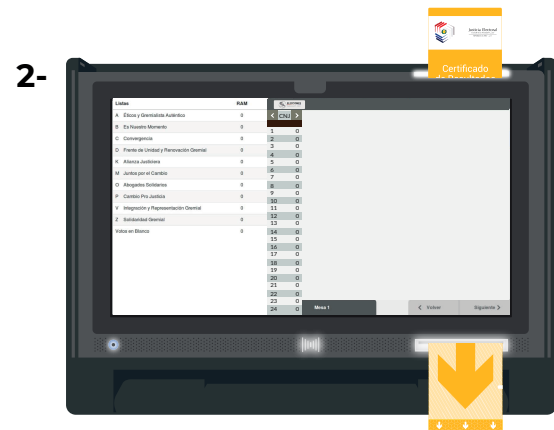 2-
Justicia Electoral
Certificado
de Resultados
Listas RAM
A Éticos y Gremialista Auténtico 0
B Es Nuestro Momento 0
C Convergencia 0
D Frente de Unidad y Renovación Gremial 0
K Alianza Justiciera 0
M Juntos por el Cambio 0
O Abogados Solidarios 0
P Cambio Pro Justicia 0
V Integración y Representación Gremial 0
Z Solidaridad Gremial 0
Votos en Blanco 0
CNJ
1 0
2 0
3 0
4 0
5 0
6 0
7 0
8 0
9 0
10 0
11 0
12 0
13 0
14 0
15 0
16 0
17 0
18 0
19 0
20 0
21 0
22 0
23 0
24 0
Mesa 1
Volver
Siguiente